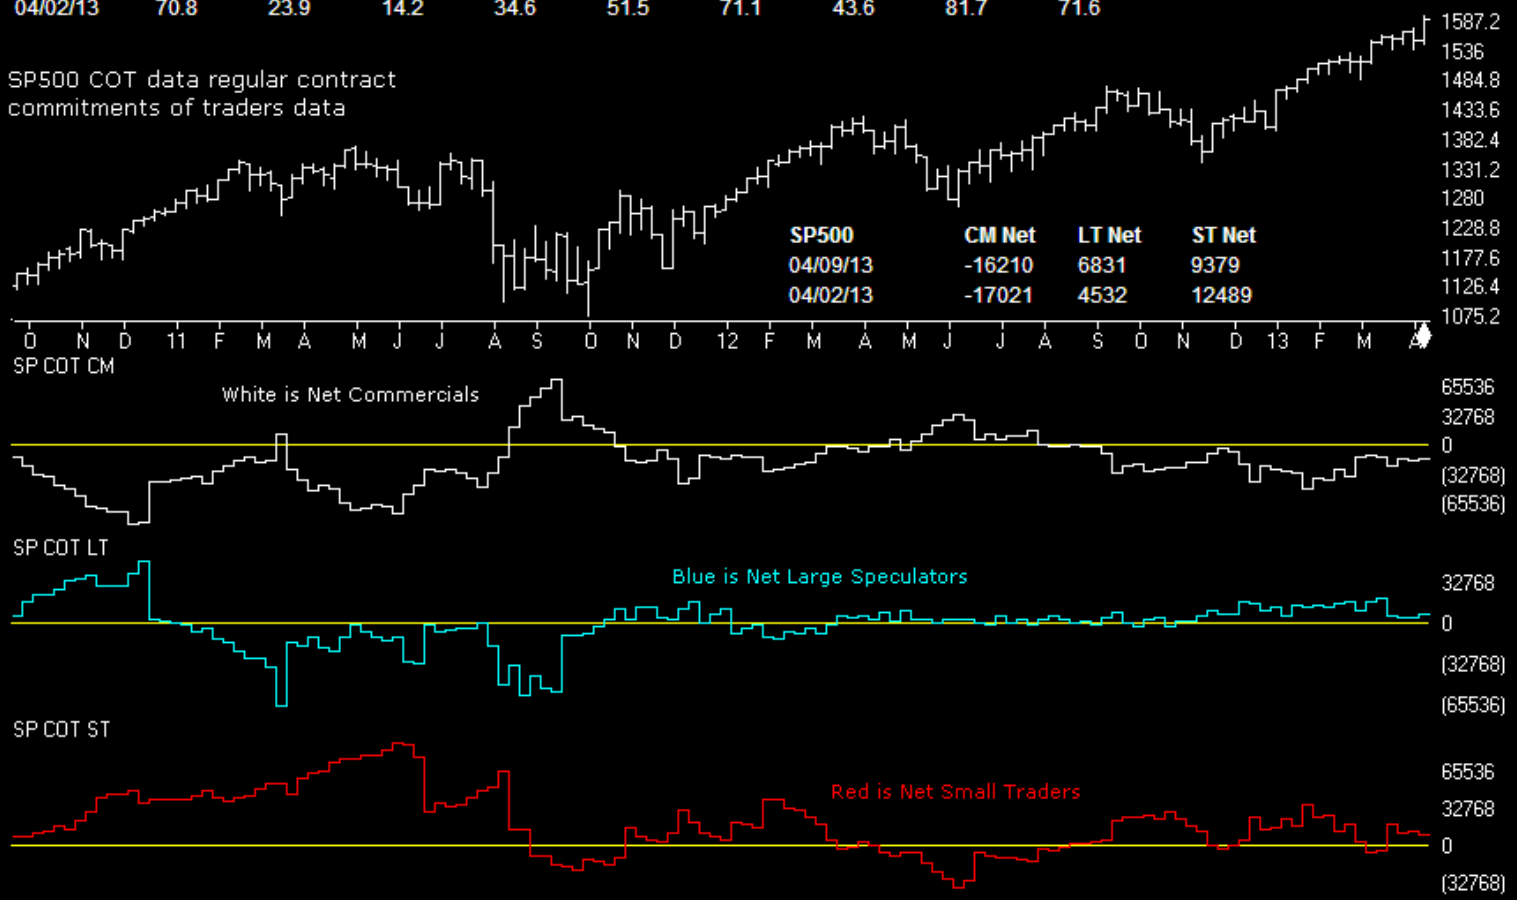 04/02/13 70.8 23.9 14.2 34.6 51.5 71.1 43.6 81.7 71.6
1587.2
1536
SP500 COT data regular contract
1484.8
commitments of traders data
1433.6
1382.4
1331.2
1280
SP500 CM Net LT Net ST Net
1228.8
04/09/13 -16210 6831 9379
1177.6
04/02/13 -17021 4532 12489
1126.4
1075.2
O N D 11 F M A M J J A S O N D 12 F M A M J J A S O N D 13 F M A
SP COT CM
White is Net Commercials
65536
32768
0
(32768)
(65536)
SP COT LT
Blue is Net Large Speculators
32768
0
(32768)
(65536)
SP COT ST
65536
Red is Net Small Traders
32768
0
(32768)